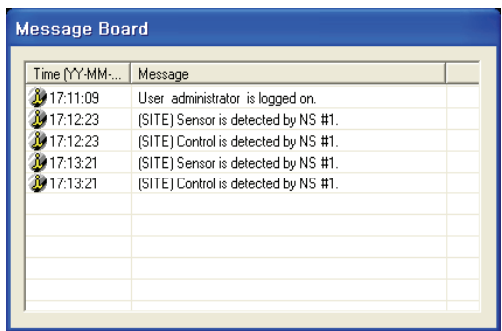 Message Board
Time (YY-MM-... Message
17:11:09 User administrator is logged on.
17:12:23 (SITE) Sensor is detected by NS #1.
17:12:23 (SITE) Control is detected by NS #1.
17:13:21 (SITE) Sensor is detected by NS #1.
17:13:21 (SITE) Control is detected by NS #1.